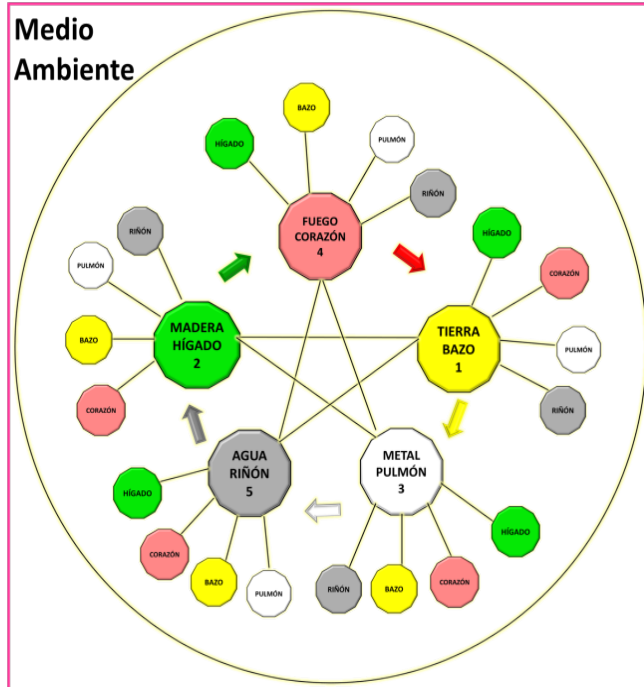 Medio
Ambiente
BAZO
HÍGADO
PULMÓN
RIÑÓN
FUEGO
CORAZÓN
4
RIÑÓN
PULMÓN
BAZO
CORAZÓN
MADERA
HÍGADO
2
HÍGADO
CORAZÓN
PULMÓN
RIÑÓN
TIERRA
BAZO
1
AGUA
RIÑÓN
5
HÍGADO
CORAZÓN
BAZO
PULMÓN
METAL
PULMÓN
3
HÍGADO
CORAZÓN
BAZO
RIÑÓN